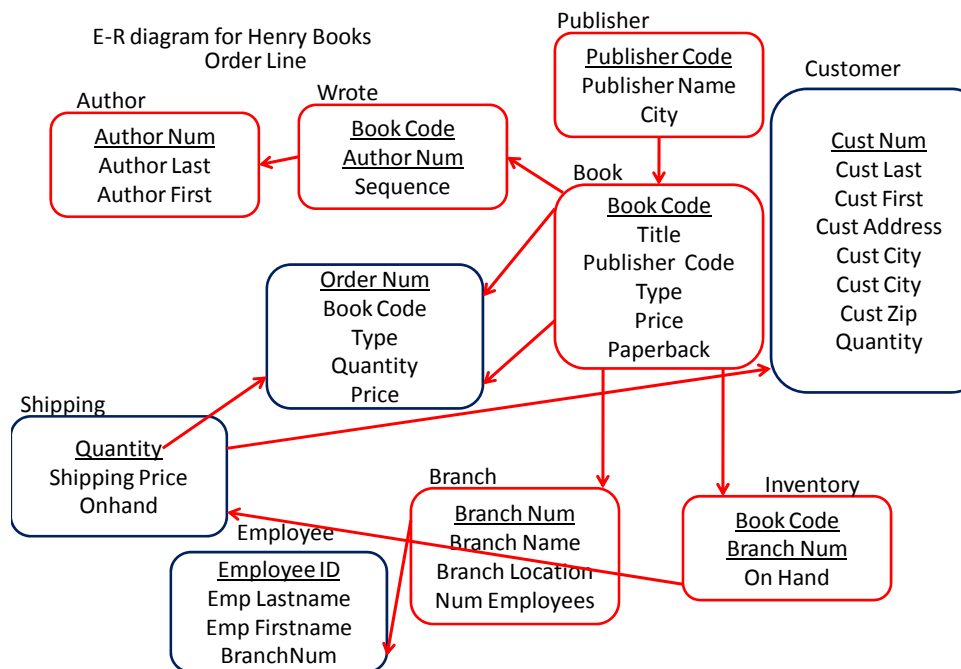 E-R diagram for Henry Books
Order Line
Publisher
Publisher Code
Publisher Name
City
Customer
Cust Num
Cust Last
Cust First
Cust Address
Cust City
Cust City
Cust Zip
Quantity
Author
Author Num
Author Last
Author First
Wrote
Book Code
Author Num
Sequence
Book
Book Code
Title
Publisher Code
Type
Price
Paperback
Order Num
Book Code
Type
Quantity
Price
Shipping
Quantity
Shipping Price
Onhand
Employee
Employee ID
Emp Lastname
Emp Firstname
BranchNum
Branch
Branch Num
Branch Name
Branch Location
Num Employees
Inventory
Book Code
Branch Num
On Hand